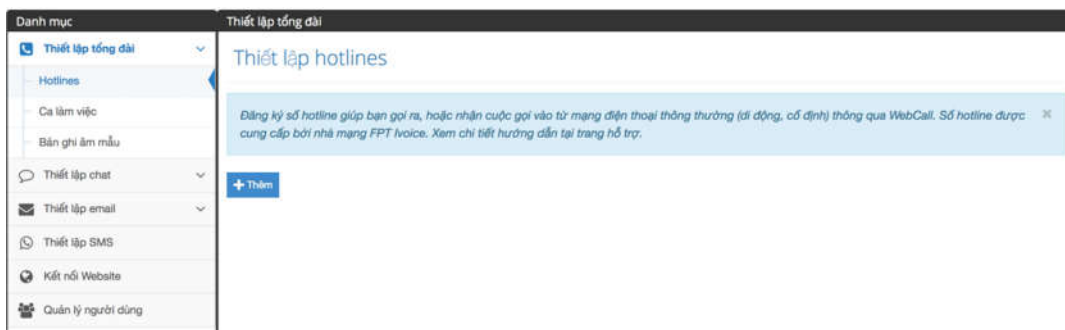 Danh mục
Thiết lập tổng đài
Hotlines
Ca làm việc
Bản ghi âm mẫu
Thiết lập chat
Thiết lập email
Thiết lập SMS
Kết nối Website
Quản lý người dùng
Thiết lập tổng đài
Thiết lập hotlines
Đăng ký số hotline giúp bạn gọi ra, hoặc nhận cuộc gọi vào từ mạng điện thoại thông thường (di động, cố định) thông qua WebCall. Số hotline được
cung cấp bởi nhà mạng FPT Ivoice. Xem chi tiết hướng dẫn tại trang hỗ trợ.
Thêm